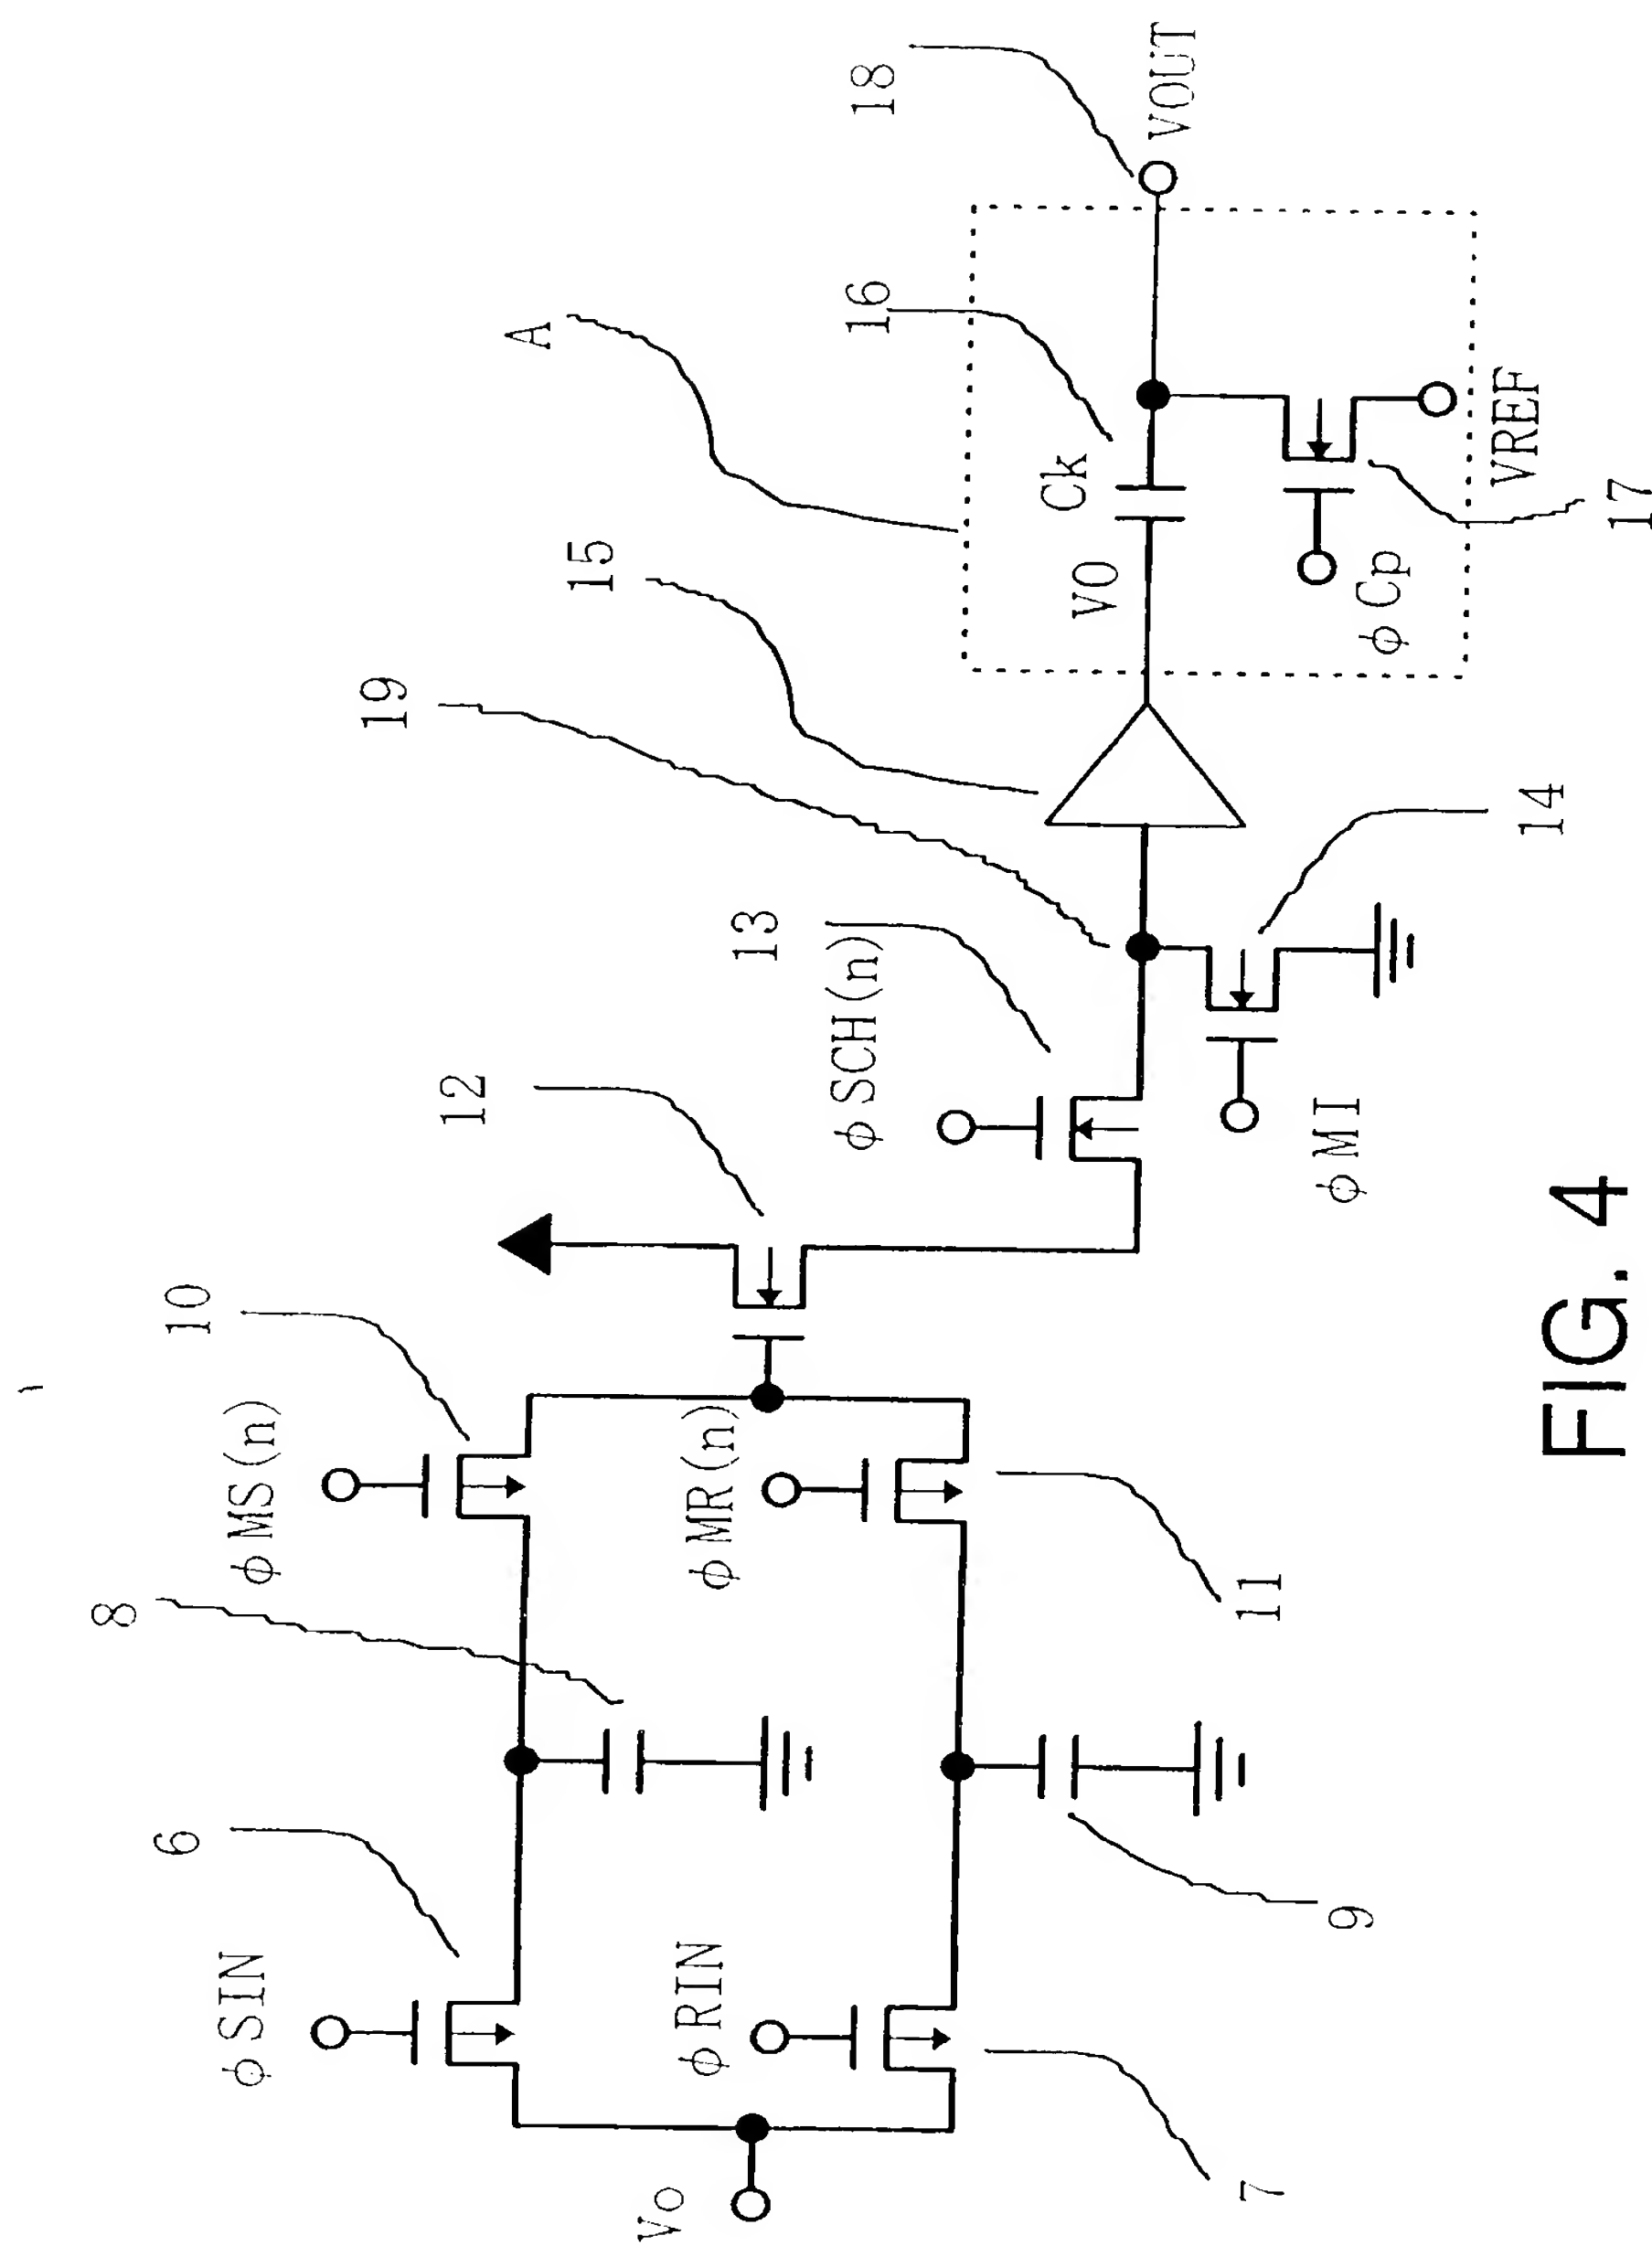 Vo
φSIN
6
φRIN
7
8
9
φMS(n)
10
φMR(n)
11
12
φSCH(n)
13
φMI
14
19
15
A
VO
Ck
16
φCp
17
VREF
18
VOUT
FIG. 4